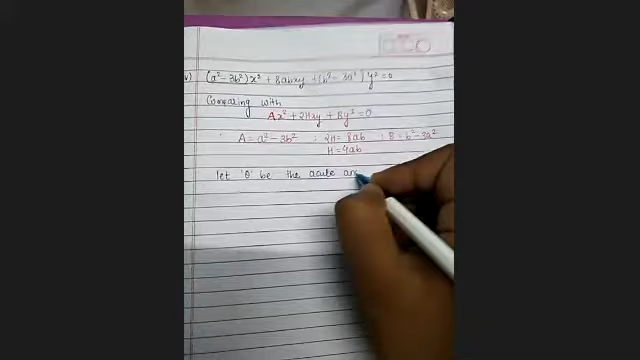 v) (a² - 3b²) x² + 8abxy + (b² - 3a²) y² = 0
Comparing with
Ax² + 2Hxy + By² = 0
A = a² - 3b² ; 2H = 8ab ; B = b² - 3a²
H = 4ab
let 'θ' be the acute an